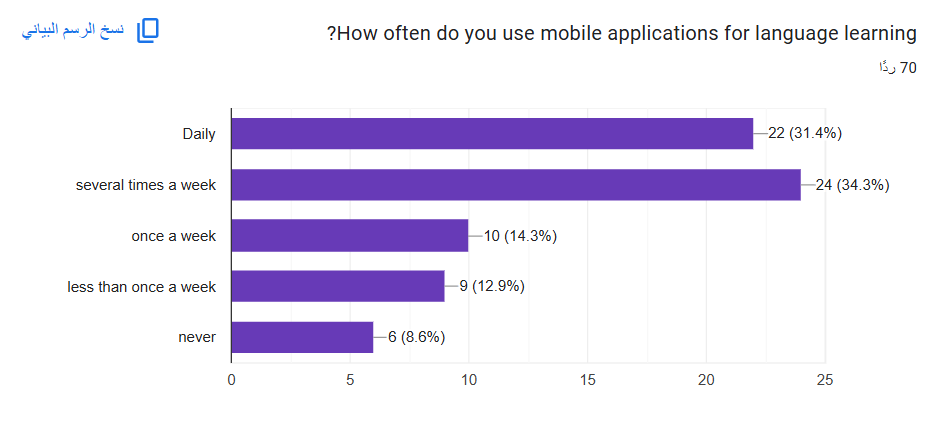 نسخ الرسم البياني
?How often do you use mobile applications for language learning
70 ردًا
Daily
22 (31.4%)
several times a week
24 (34.3%)
once a week
10 (14.3%)
less than once a week
9 (12.9%)
never
6 (8.6%)
0 5 10 15 20 25